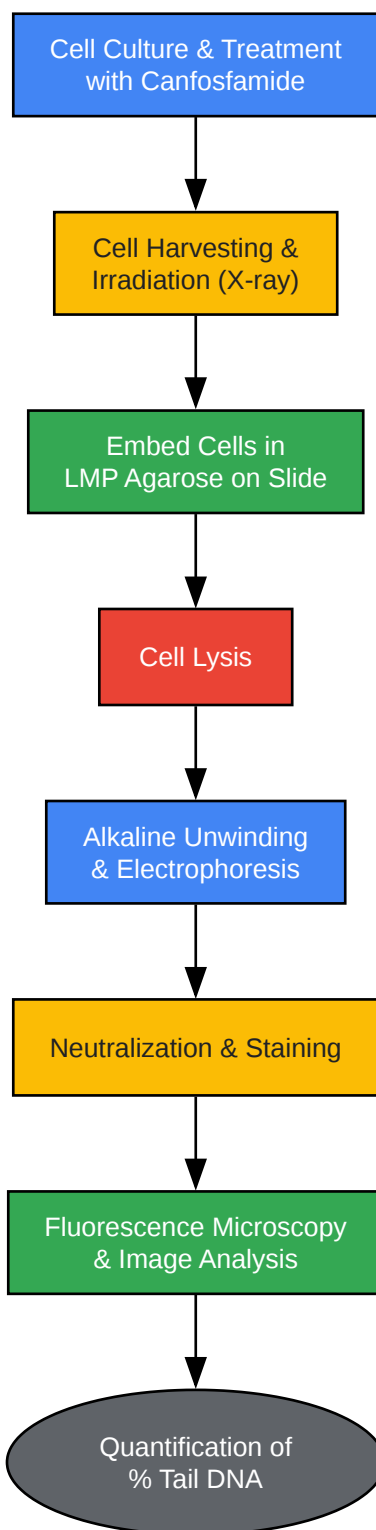 Cell Culture & Treatment
with Canfosfamide
Cell Harvesting &
Irradiation (X-ray)
Embed Cells in
LMP Agarose on Slide
Cell Lysis
Alkaline Unwinding
& Electrophoresis
Neutralization & Staining
Fluorescence Microscopy
& Image Analysis
Quantification of
% Tail DNA